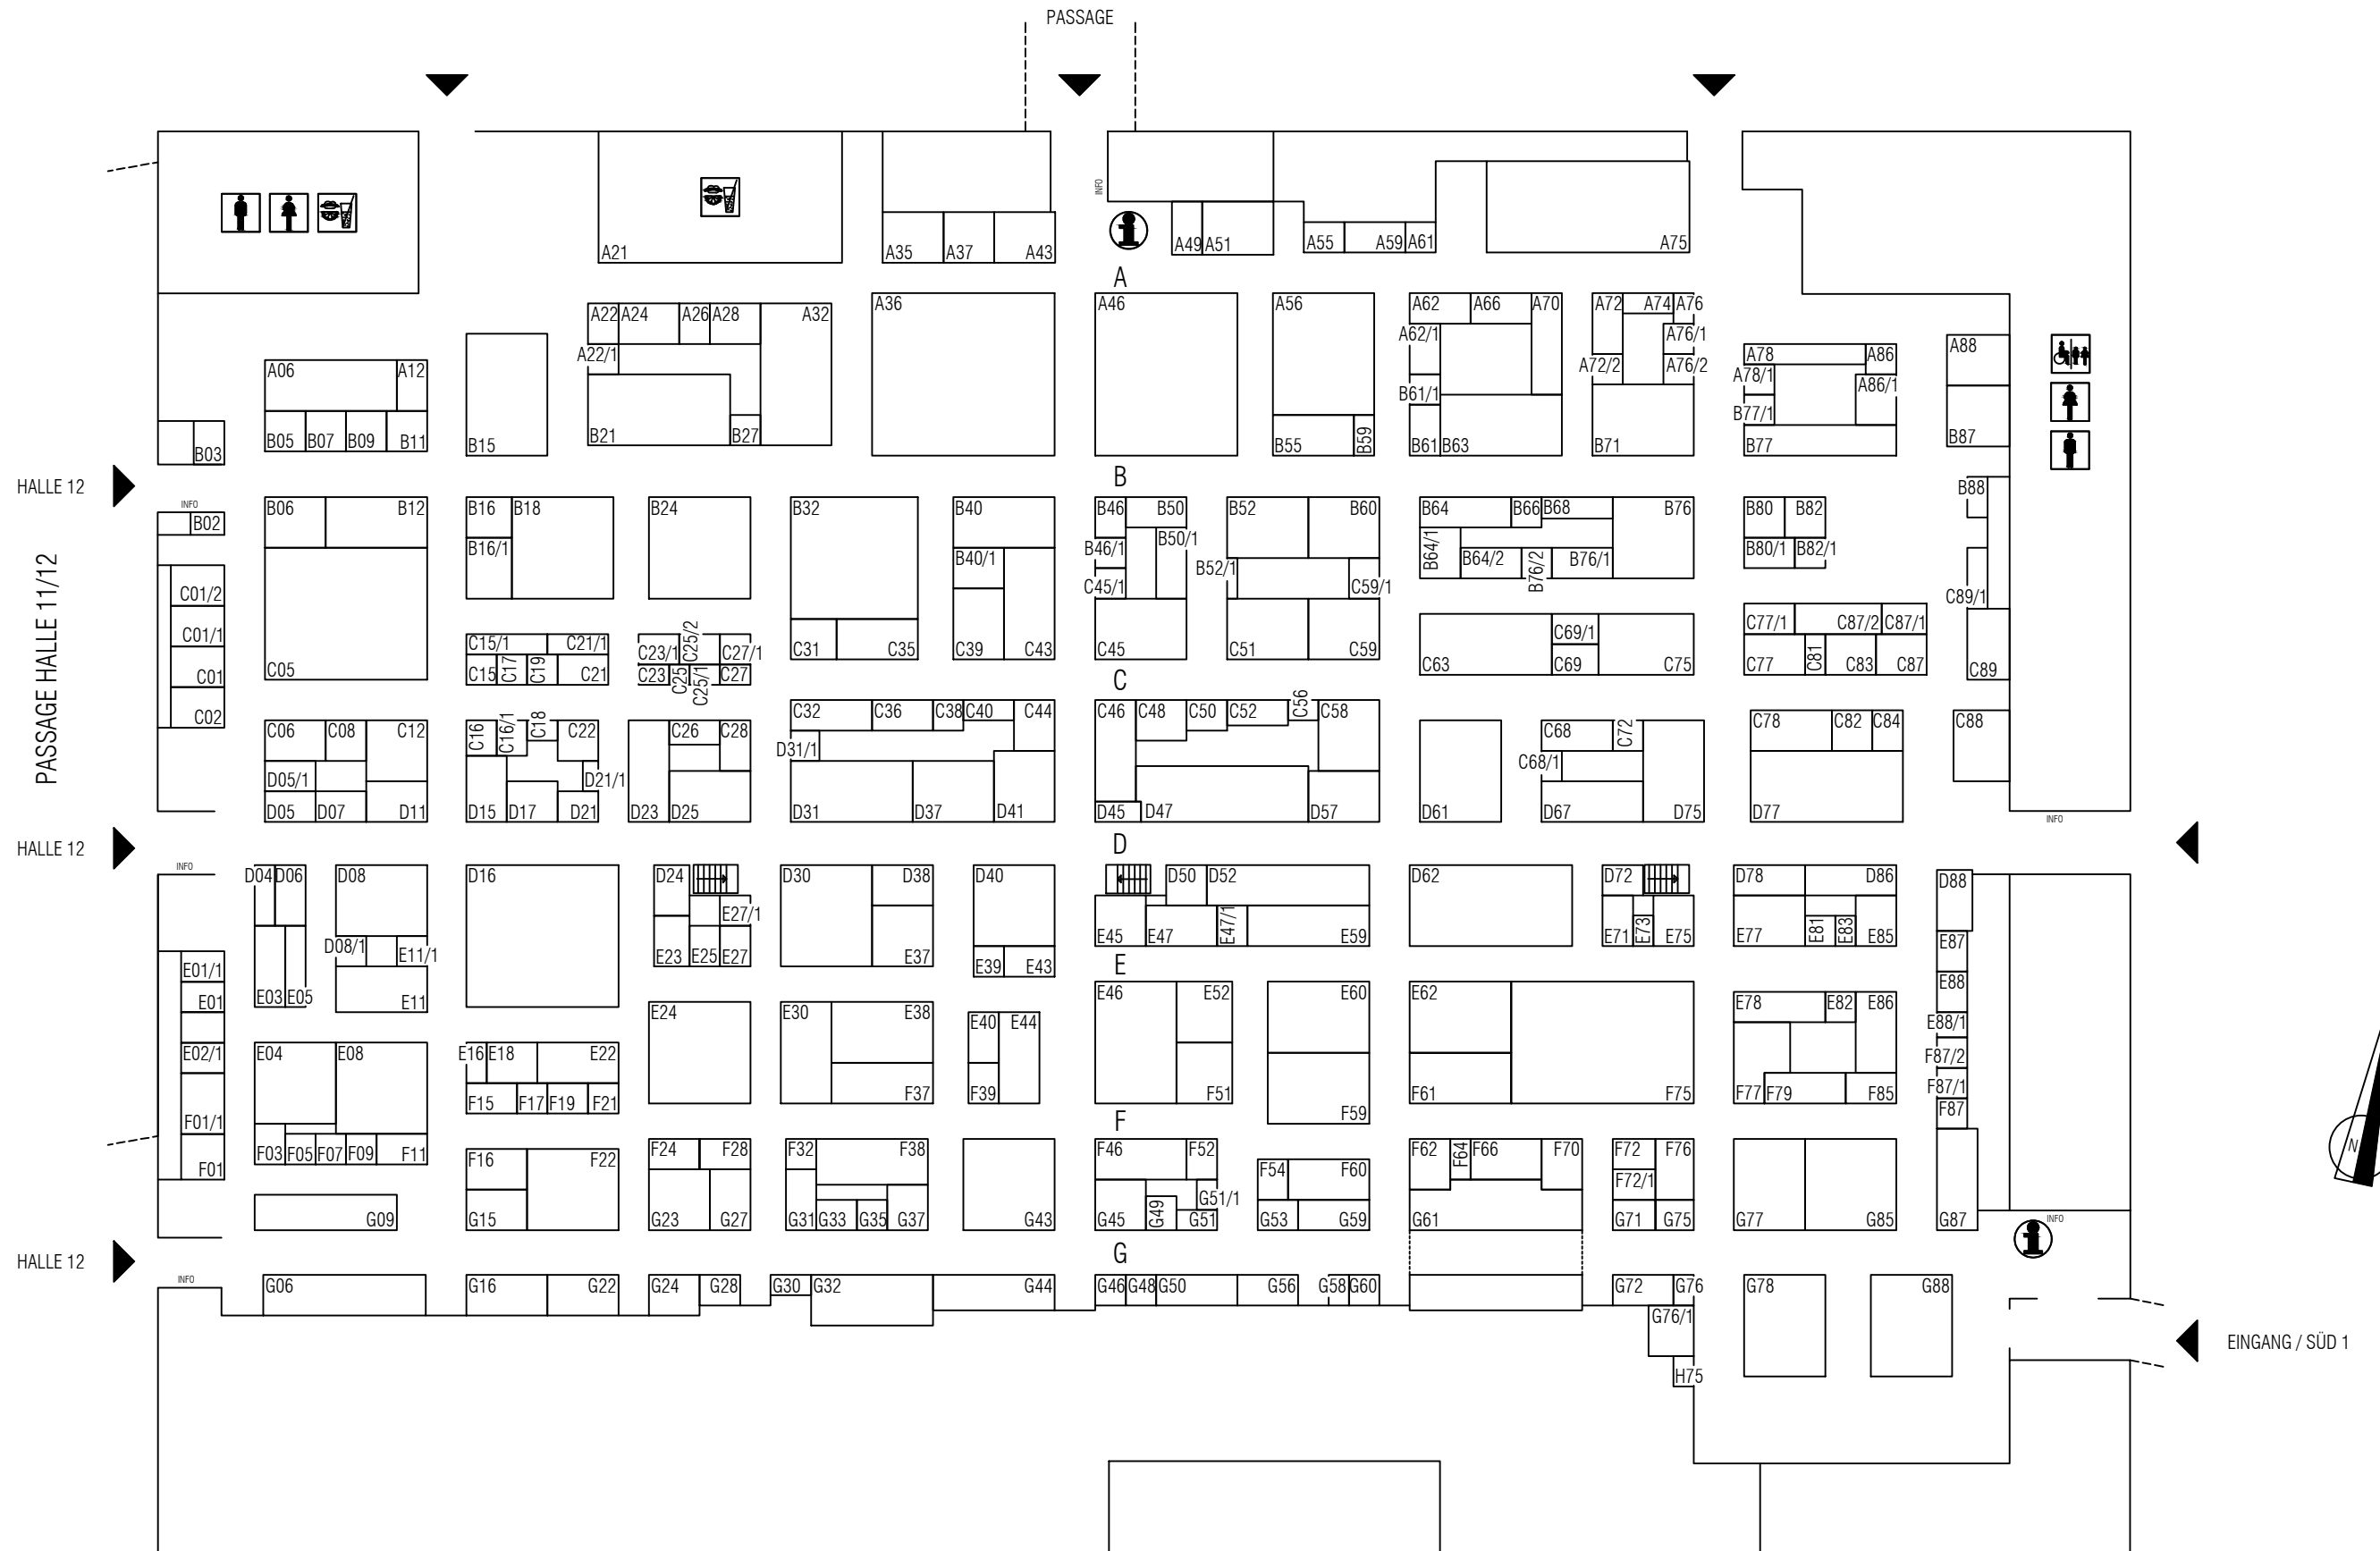 PASSAGE
INFO
A21
A35 A37 A43
A49 A51 A55 A59 A61 A75
A
A22 A24 A26 A28 A32 A36 A46 A56 A62 A66 A70 A72 A74 A76
A22/1 A62/1 A76/1
A72/2 A76/2
A78 A86 A88
A06 A12 A78/1 A86/1
B61/1 B77/1
B05 B07 B09 B11 B15 B21 B27 B55 B59 B61 B63 B71 B77 B87
B03
B
HALLE 12
INFO
B02
B06 B12 B16 B18 B24 B32 B40 B46 B50 B52 B60 B64 B66 B68 B76 B80 B82 B88
B16/1 B40/1 B46/1 B50/1 B52/1 B64/1 B64/2 B76/2 B76/1 B80/1 B82/1
PASSAGE HALLE 11/12
C01/2 C45/1 C59/1 C89/1
C01/1 C15/1 C21/1 C23/1 C25/2 C27/1 C69/1 C77/1 C87/2 C87/1
C31 C35 C39 C43 C45 C51 C59
C01 C05 C15 C17 C19 C21 C23 C25 C25/1 C27 C63 C69 C75 C77 C81 C83 C87 C89
C
C02
C06 C08 C12 C16 C16/1 C18 C22 C26 C28 C32 C36 C38 C40 C44 C46 C48 C50 C52 C56 C58 C68 C72 C78 C82 C84 C88
D31/1 C68/1
D05/1 D21/1
D05 D07 D11 D15 D17 D21 D23 D25 D31 D37 D41 D45 D47 D57 D61 D67 D75 D77
INFO
D
HALLE 12
INFO
D04 D06 D08 D16 D24 D30 D38 D40 D50 D52 D62 D72 D78 D86 D88
E27/1
D08/1 E11/1 E45 E47 E47/1 E59 E71 E73 E75 E77 E81 E83 E85 E87
E23 E25 E27 E37 E39 E43
E
E01/1
E01 E03 E05 E11 E24 E30 E38 E40 E44 E46 E52 E60 E62 E78 E82 E86 E88
E88/1
E02/1 E04 E08 E16 E18 E22 F87/2
F87/1
F15 F17 F19 F21 F37 F39 F51 F59 F61 F75 F77 F79 F85 F87
F
F01/1
F03 F05 F07 F09 F11 F16 F22 F24 F28 F32 F38 F46 F52 F54 F60 F62 F64 F66 F70 F72 F76
F01 F72/1
G51/1
G09 G15 G23 G27 G31 G33 G35 G37 G43 G45 G49 G51 G53 G59 G61 G71 G75 G77 G85 G87
INFO
G
HALLE 12
INFO
G06 G16 G22 G24 G28 G30 G32 G44 G46 G48 G50 G56 G58 G60 G72 G76 G78 G88
G76/1
EINGANG / SÜD 1
H75
N